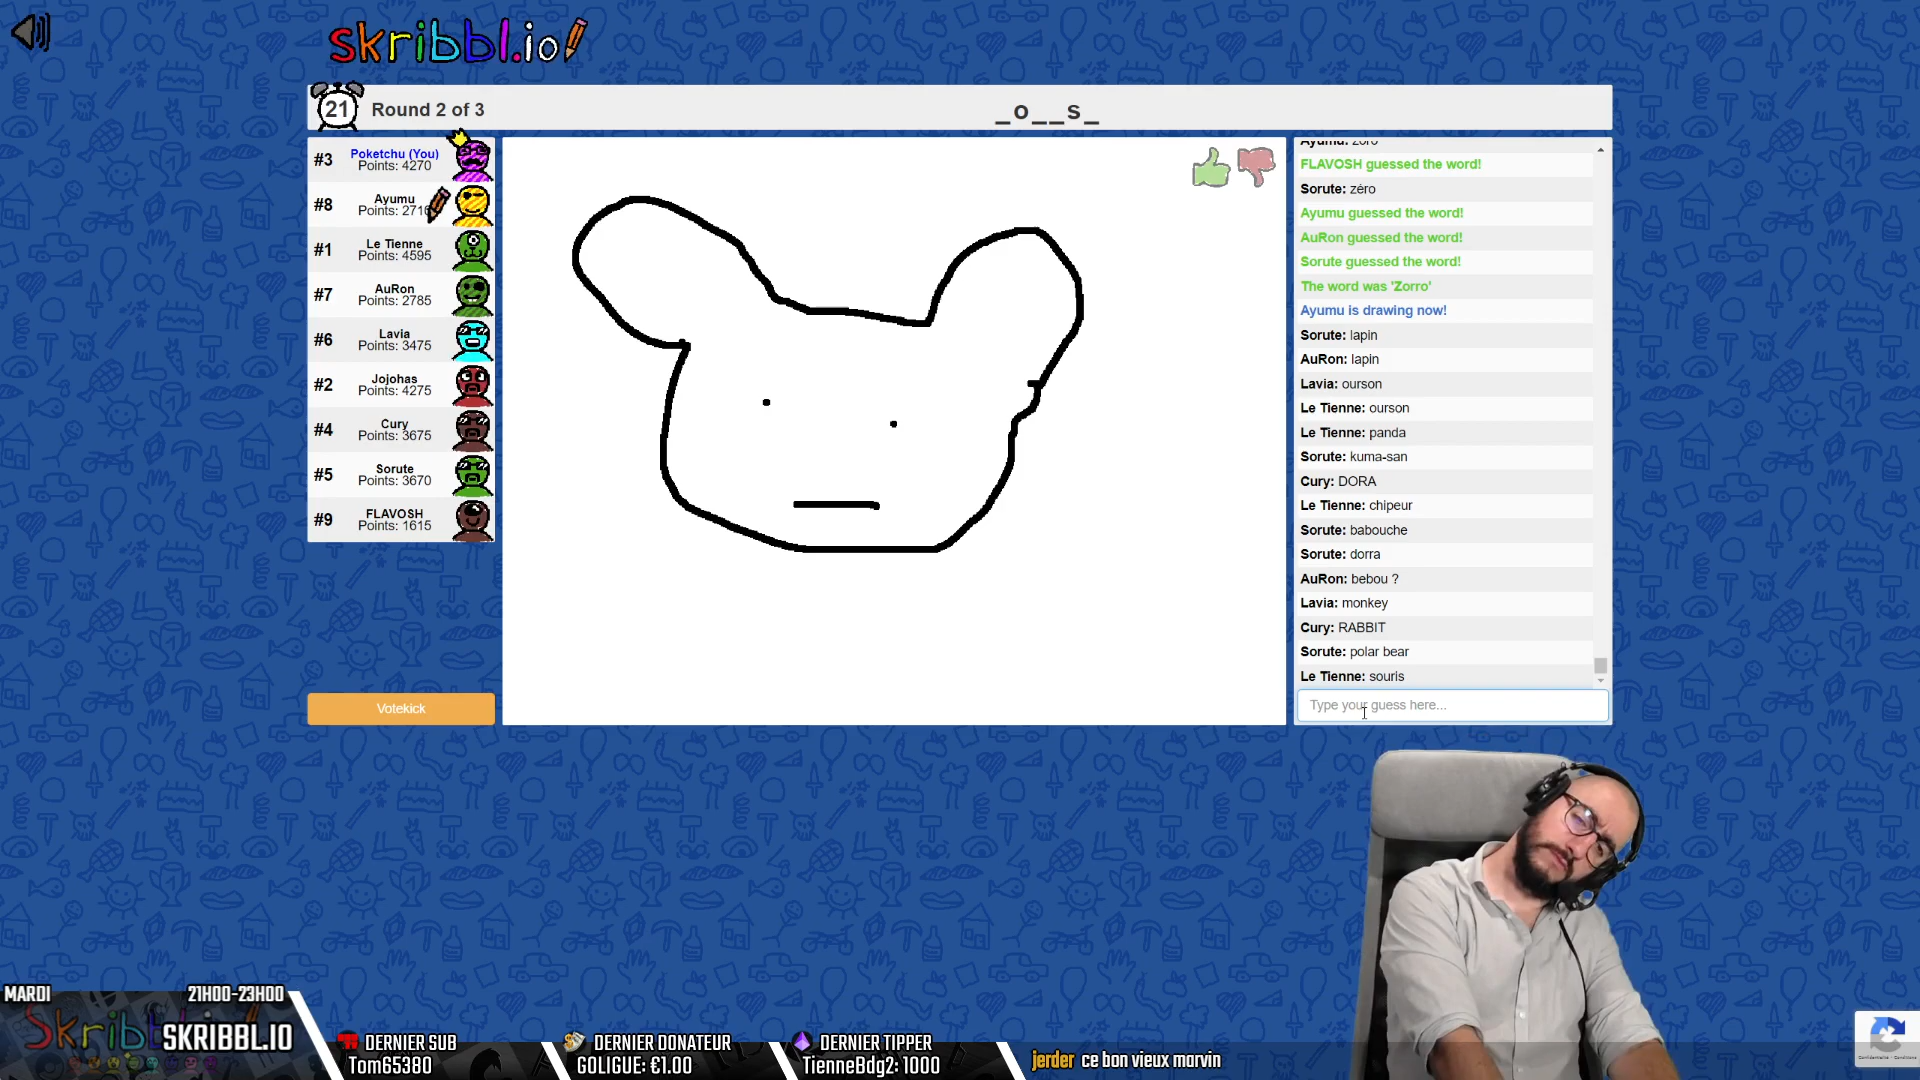 skribbl.io
21
Round 2 of 3
_o__s_
#3
Poketchu (You)
Points: 4270
#8
Ayumu
Points: 2716
#1
Le Tienne
Points: 4595
#7
AuRon
Points: 2785
#6
Lavia
Points: 3475
#2
Jojohas
Points: 4275
#4
Cury
Points: 3675
#5
Sorute
Points: 3670
#9
FLAVOSH
Points: 1615
Votekick
Ayumu: zoro
FLAVOSH guessed the word!
Sorute: zéro
Ayumu guessed the word!
AuRon guessed the word!
Sorute guessed the word!
The word was 'Zorro'
Ayumu is drawing now!
Sorute: lapin
AuRon: lapin
Lavia: ourson
Le Tienne: ourson
Le Tienne: panda
Sorute: kuma-san
Cury: DORA
Le Tienne: chipeur
Sorute: babouche
Sorute: dorra
AuRon: bebou ?
Lavia: monkey
Cury: RABBIT
Sorute: polar bear
Le Tienne: souris
Type your guess here...
MARDI
21H00-23H00
SKRIBBL.IO
DERNIER SUB
Tom65380
DERNIER DONATEUR
GOLIGUE: €1.00
DERNIER TIPPER
TienneBdg2: 1000
jerder ce bon vieux morvin